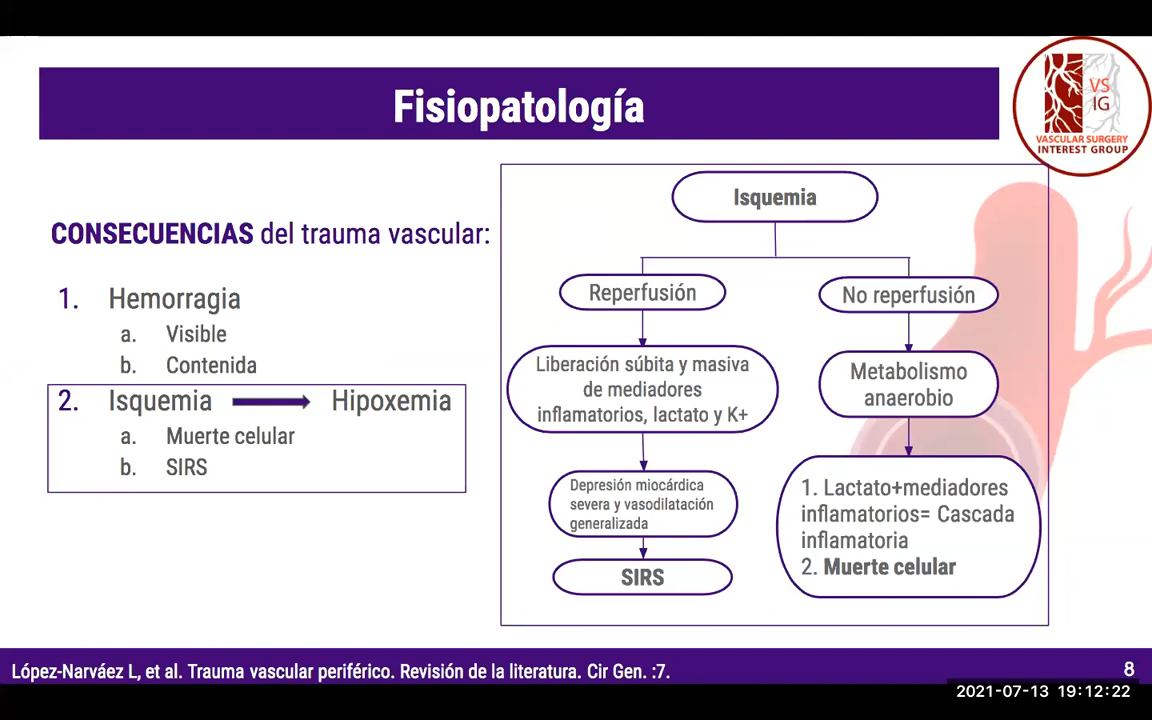 Fisiopatología
VS
IG
VASCULAR SURGERY
INTEREST GROUP
CONSECUENCIAS del trauma vascular:
1. Hemorragia
a. Visible
b. Contenida
2. Isquemia Hipoxemia
a. Muerte celular
b. SIRS
Isquemia
Reperfusión
No reperfusión
Liberación súbita y masiva
de mediadores
inflamatorios, lactato y K+
Metabolismo
anaerobio
Depresión miocárdica
severa y vasodilatación
generalizada
SIRS
1. Lactato+mediadores
inflamatorios= Cascada
inflamatoria
2. Muerte celular
López-Narváez L, et al. Trauma vascular periférico. Revisión de la literatura. Cir Gen. :7.
8
2021-07-13 19:12:22